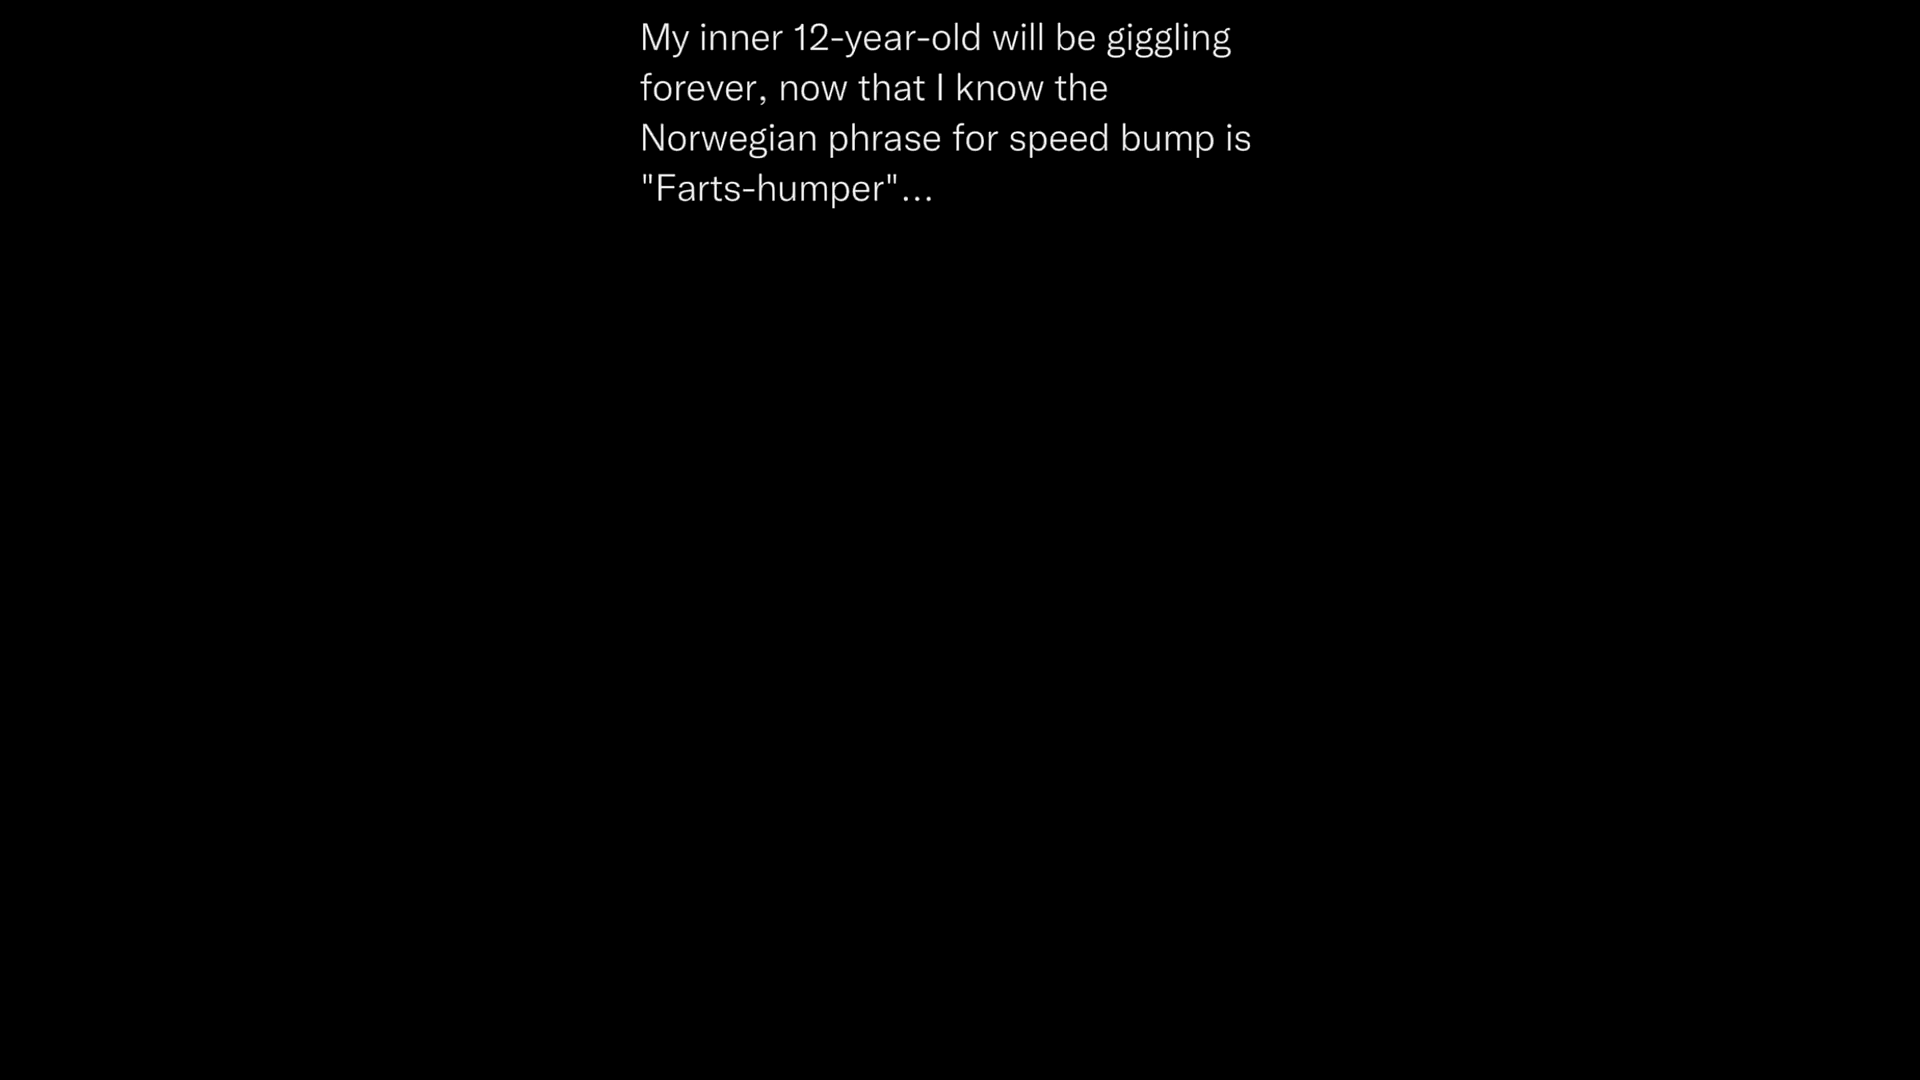 My inner 12-year-old will be giggling
forever, now that I know the
Norwegian phrase for speed bump is
"Farts-humper"...